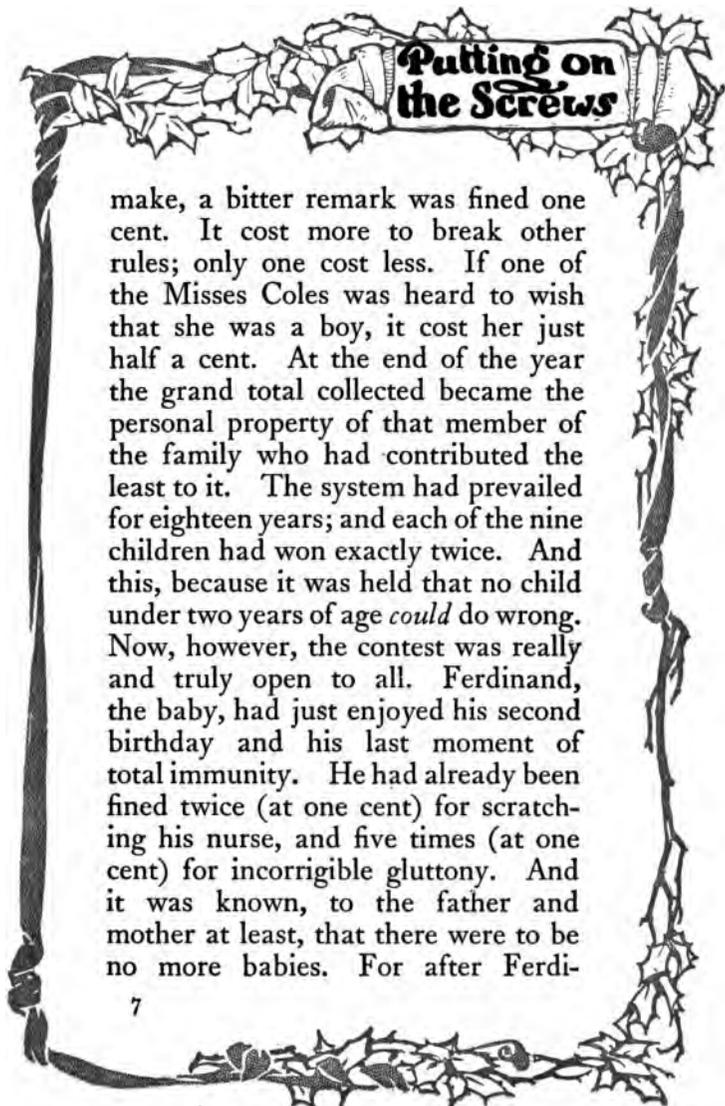 Putting on
the Screws
make, a bitter remark was fined one
cent. It cost more to break other
rules; only one cost less. If one of
the Misses Coles was heard to wish
that she was a boy, it cost her just
half a cent. At the end of the year
the grand total collected became the
personal property of that member of
the family who had contributed the
least to it. The system had prevailed
for eighteen years; and each of the nine
children had won exactly twice. And
this, because it was held that no child
under two years of age could do wrong.
Now, however, the contest was really
and truly open to all. Ferdinand,
the baby, had just enjoyed his second
birthday and his last moment of
total immunity. He had already been
fined twice (at one cent) for scratch-
ing his nurse, and five times (at one
cent) for incorrigible gluttony. And
it was known, to the father and
mother at least, that there were to be
no more babies. For after Ferdi-
7